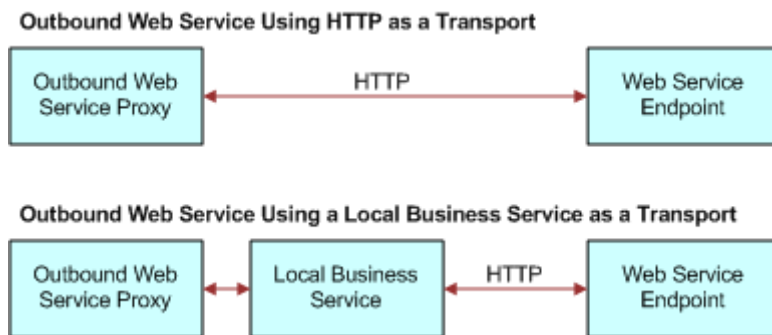 Outbound Web Service Using HTTP as a Transport
Outbound Web
Service Proxy
HTTP
Web Service
Endpoint
Outbound Web Service Using a Local Business Service as a Transport
Outbound Web
Service Proxy
Local Business
Service
HTTP
Web Service
Endpoint